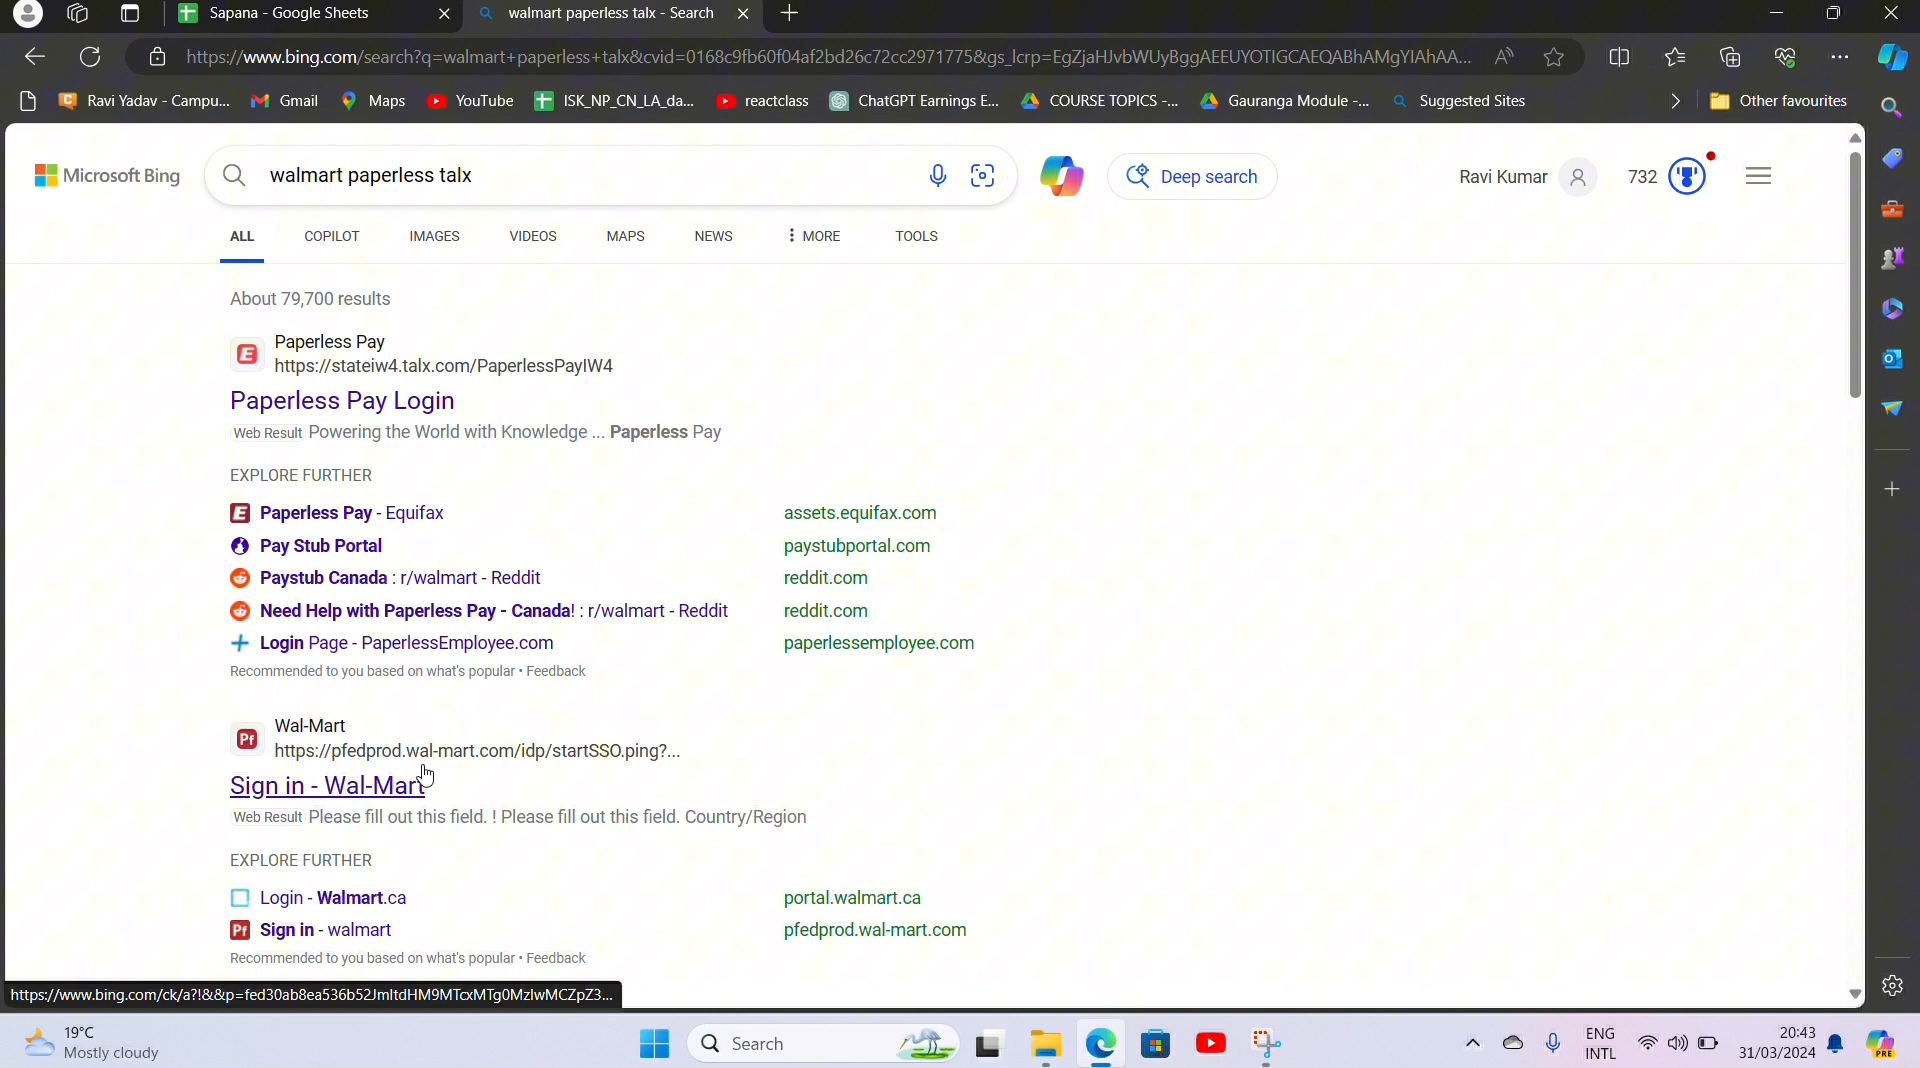 Sapana - Google Sheets
walmart paperless talx - Search
https://www.bing.com/search?q=walmart+paperless+talx&cvid=0168c9fb60f04af2bd26c72cc2971775&gs_lcrp=EgZjaHJvbWUyBggAEEUYOTIGCAEQABhAMgYIAhAA...
Ravi Yadav - Campu...
Gmail
Maps
YouTube
ISK_NP_CN_LA_da...
reactclass
ChatGPT Earnings E...
COURSE TOPICS -...
Gauranga Module -...
Suggested Sites
Other favourites
Microsoft Bing
walmart paperless talx
Deep search
Ravi Kumar
732
ALL
COPILOT
IMAGES
VIDEOS
MAPS
NEWS
MORE
TOOLS
About 79,700 results
Paperless Pay
https://stateiw4.talx.com/PaperlessPayIW4
Paperless Pay Login
Web Result Powering the World with Knowledge ... Paperless Pay
EXPLORE FURTHER
Paperless Pay - Equifax assets.equifax.com
Pay Stub Portal paystubportal.com
Paystub Canada : r/walmart - Reddit reddit.com
Need Help with Paperless Pay - Canada! : r/walmart - Reddit reddit.com
Login Page - PaperlessEmployee.com paperlessemployee.com
Recommended to you based on what's popular • Feedback
Wal-Mart
https://pfedprod.wal-mart.com/idp/startSSO.ping?...
Sign in - Wal-Mart
Web Result Please fill out this field. ! Please fill out this field. Country/Region
EXPLORE FURTHER
Login - Walmart.ca portal.walmart.ca
Pf Sign in - walmart pfedprod.wal-mart.com
Recommended to you based on what's popular • Feedback
https://www.bing.com/ck/a?!&&p=fed30ab8ea536b52JmltdHM9MTcxMTg0MzIwMCZpZ3...
19°C
Mostly cloudy
Search
ENG
INTL
20:43
31/03/2024
PRE